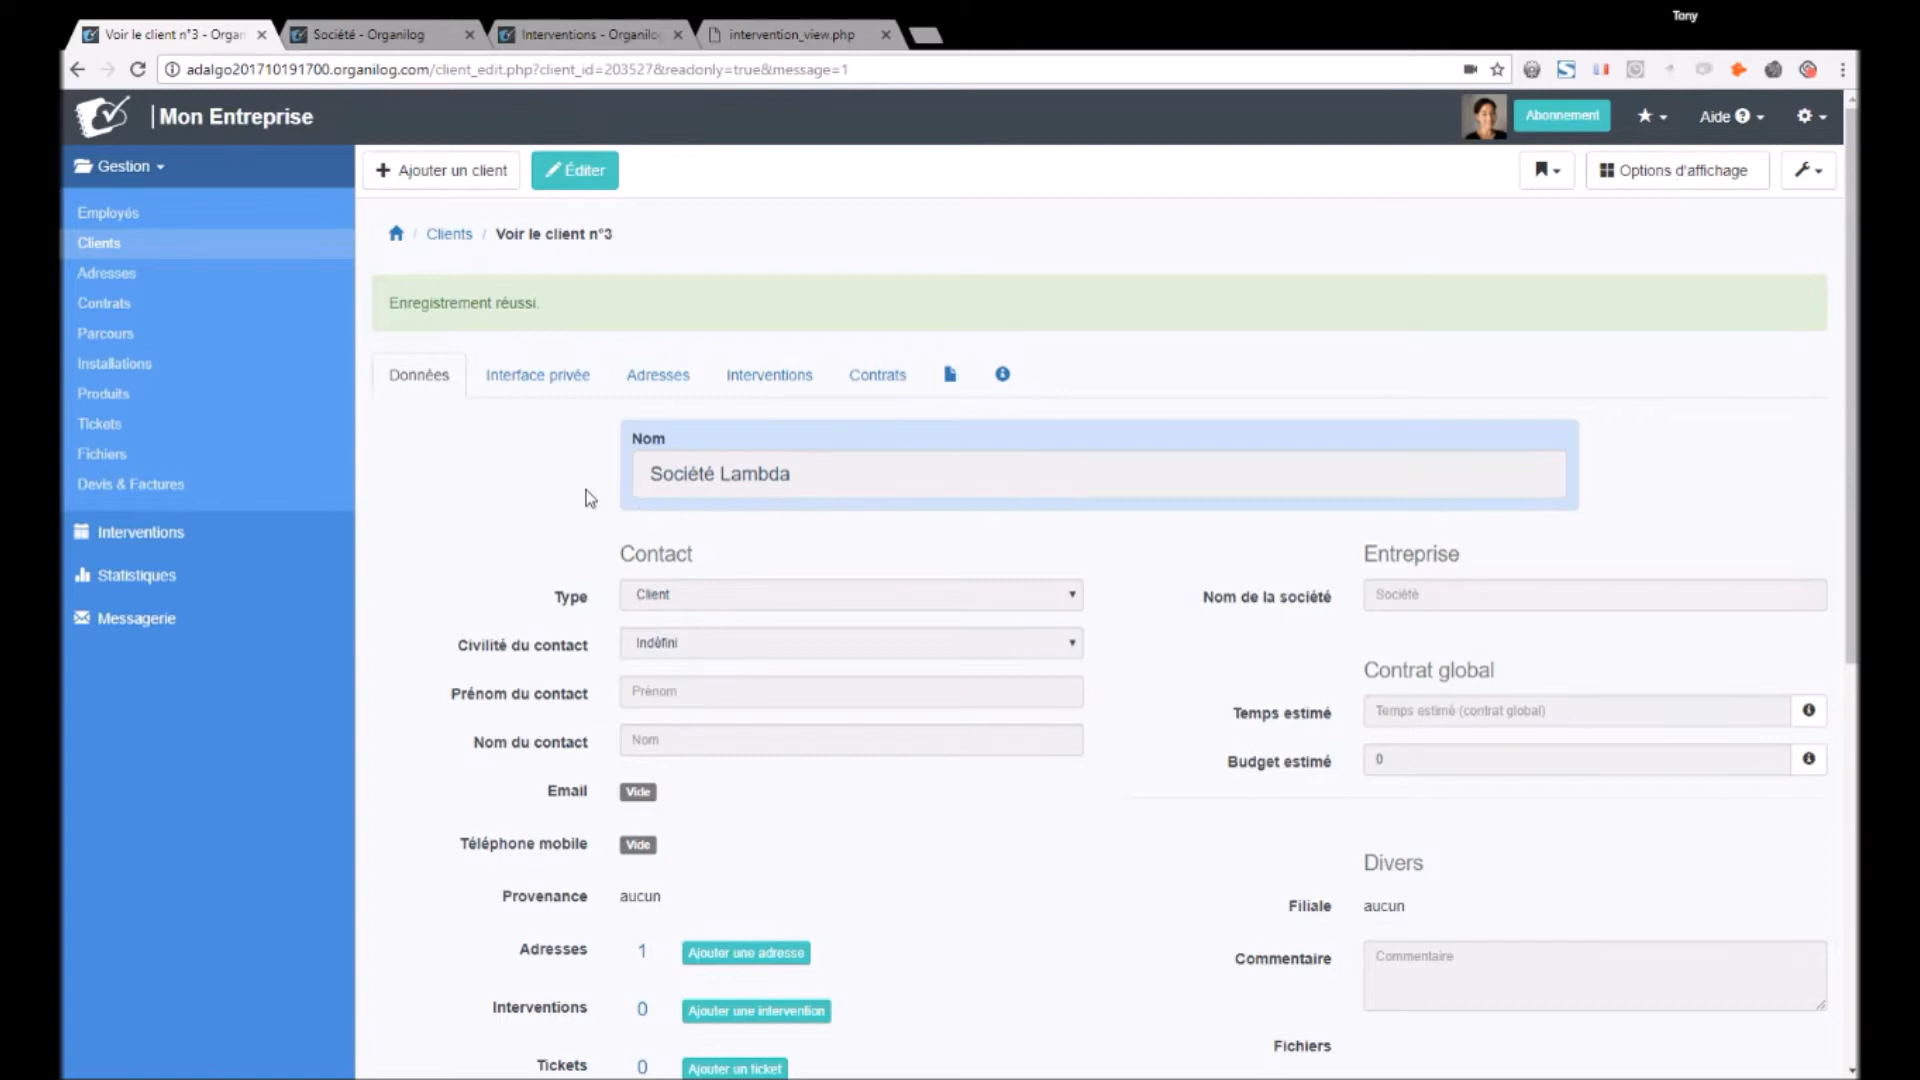 Tony
Voir le client n°3 - Organ
Société - Organilog
Interventions - Organilo
intervention_view.php
adalgo201710191700.organilog.com/client_edit.php?client_id=203527&readonly=true&message=1
Mon Entreprise
Abonnement
Aide
Gestion
Ajouter un client
Éditer
Options d'affichage
Employés
Clients
Adresses
Contrats
Parcours
Installations
Produits
Tickets
Fichiers
Devis & Factures
Interventions
Statistiques
Messagerie
/ Clients / Voir le client n°3
Enregistrement réussi.
Données
Interface privée
Adresses
Interventions
Contrats
Nom
Société Lambda
Contact
Type
Client
Civilité du contact
Indéfini
Prénom du contact
Prénom
Nom du contact
Nom
Email
Vide
Téléphone mobile
Vide
Provenance
aucun
Adresses
1
Ajouter une adresse
Interventions
0
Ajouter une intervention
Tickets
0
Ajouter un ticket
Entreprise
Nom de la société
Société
Contrat global
Temps estimé
Temps estimé (contrat global)
Budget estimé
0
Divers
Filiale
aucun
Commentaire
Commentaire
Fichiers